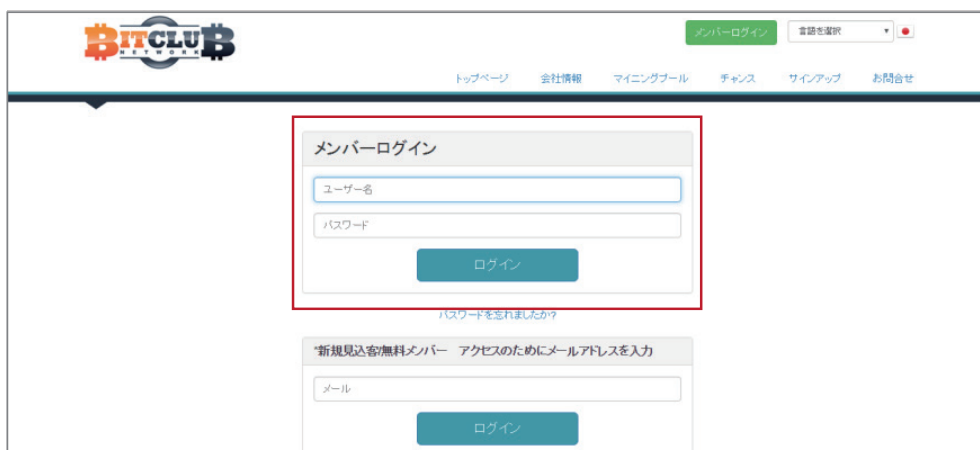 BITCLUB
NETWORK
メンバーログイン
言語を選択
トップページ 会社情報 マイニングプール チャンス サインアップ お問合せ
メンバーログイン
ユーザー名
パスワード
ログイン
パスワードを忘れましたか?
*新規見込客/無料メンバー　アクセスのためにメールアドレスを入力
メール
ログイン